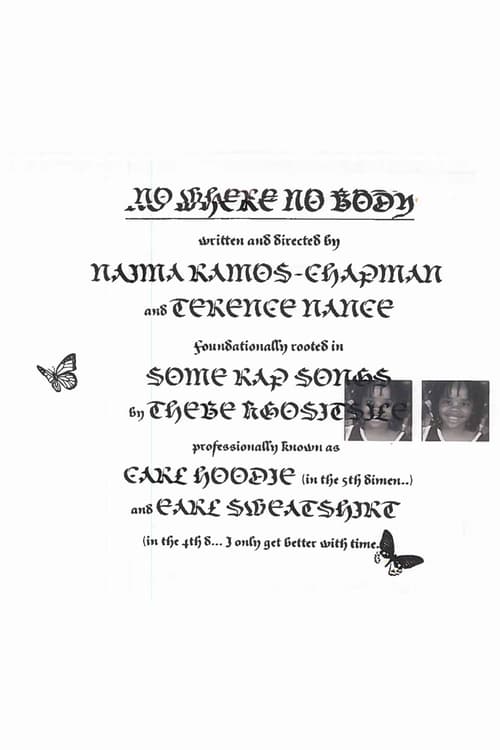 NO WHERE NO BODY
written and directed by
NAIMA RAMOS-CHAPMAN
and TERENCE NANCE
foundationally rooted in
SOME RAP SONGS
by THEBE KGOSITSILE
professionally known as
EARL HOODIE (in the 5th dimen..)
and EARL SWEATSHIRT
(in the 4th d... I only get better with time.